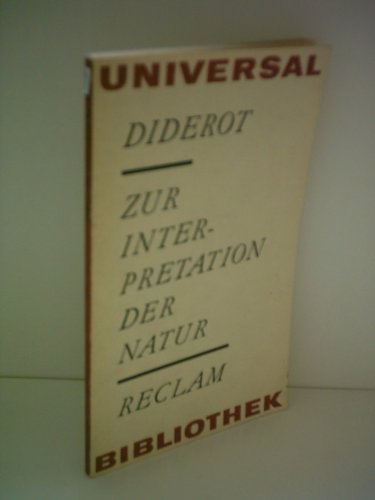 UNIVERSAL
DIDEROT
ZUR
INTER-
PRETATION
DER
NATUR
RECLAM
BIBLIOTHEK